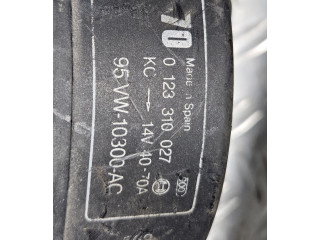 70
Made in Spain
0 123 310 027
KC → 14V 40-70A
95 VW-10300-AC